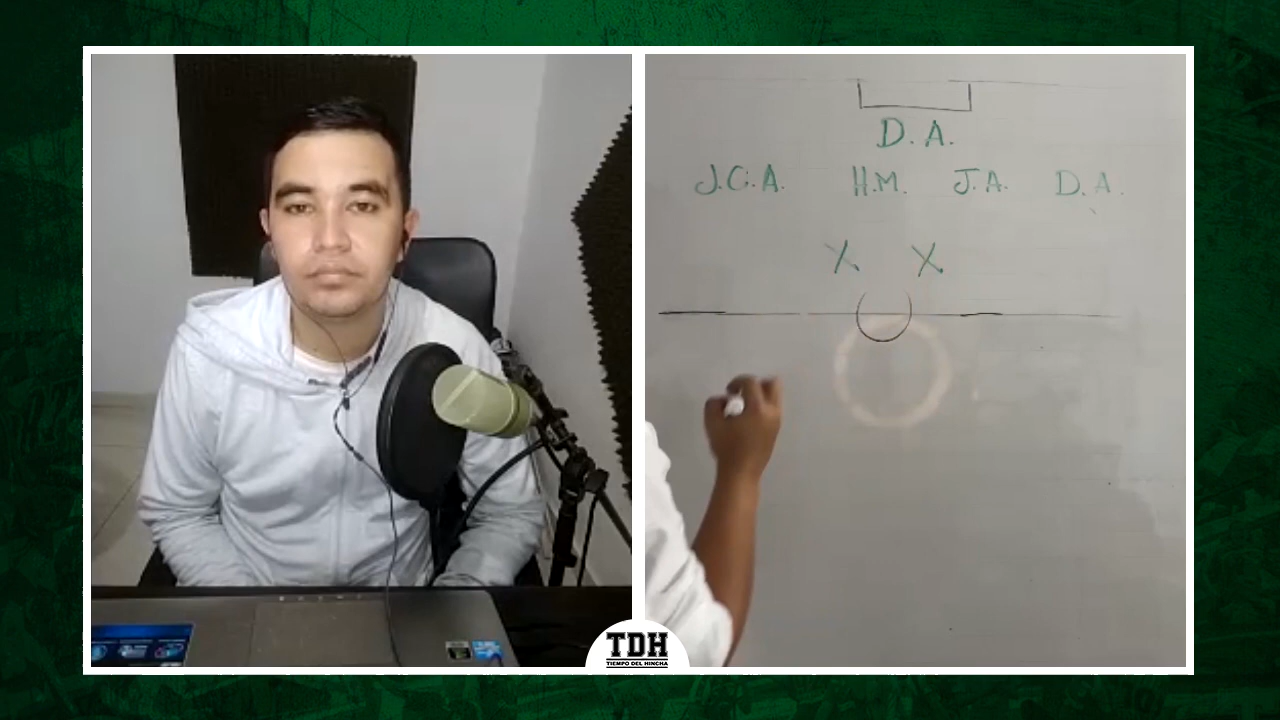 D. A.
J.C.A. H.M. J.A. D.A.
X X
TDH
TIEMPO DEL HINCHA